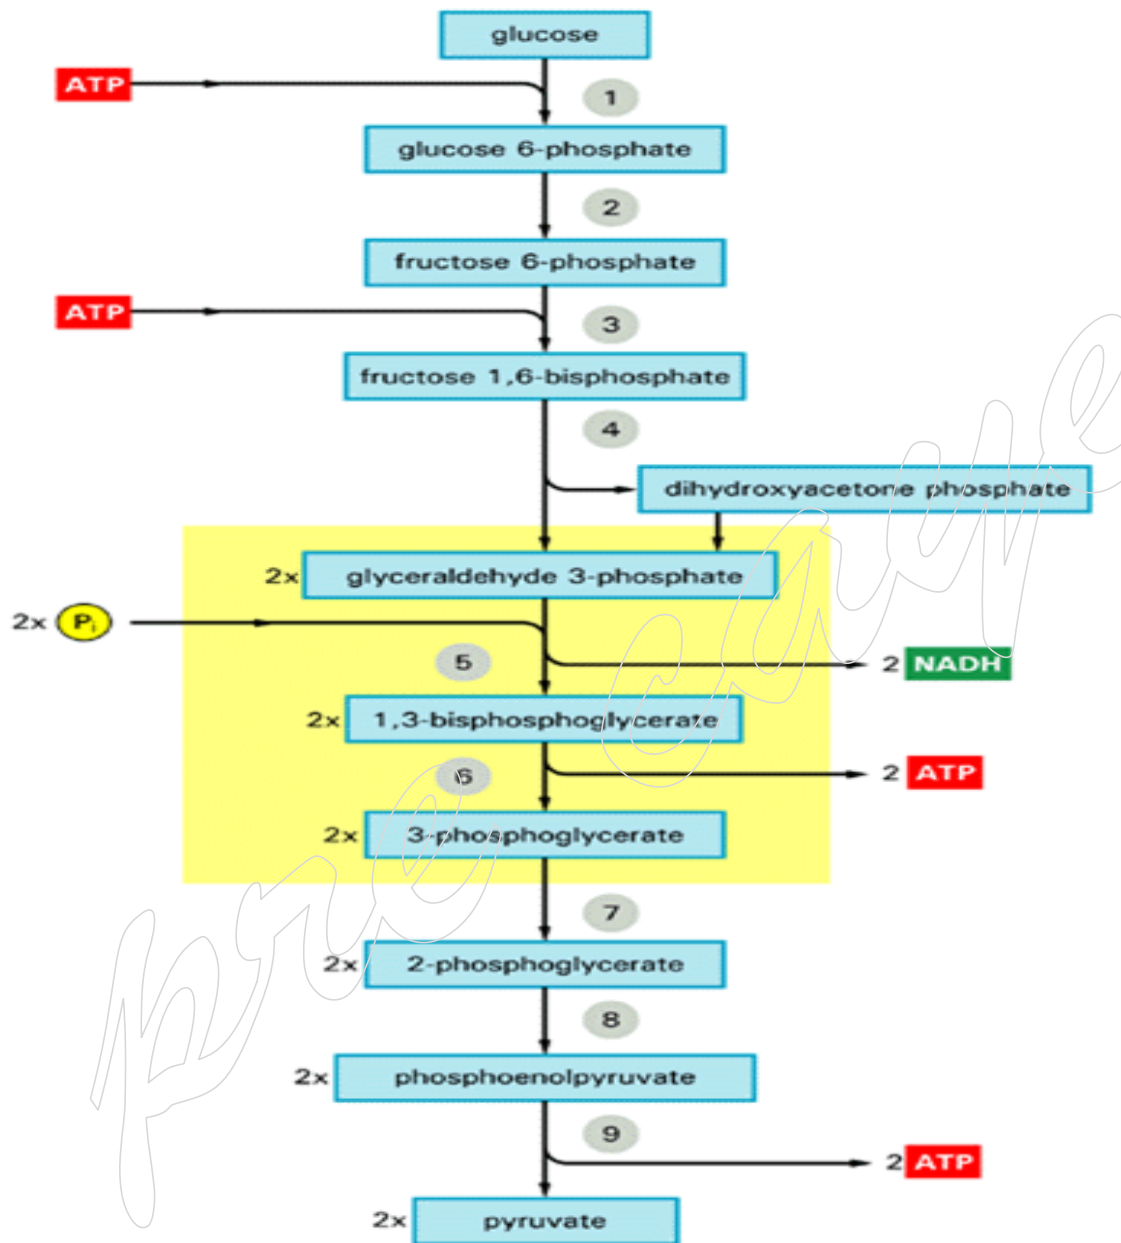 glucose
ATP
1
glucose 6-phosphate
2
fructose 6-phosphate
ATP
3
fructose 1,6-bisphosphate
4
dihydroxyacetone phosphate
2x glyceraldehyde 3-phosphate
2x Pi
5
2 NADH
2x 1,3-bisphosphoglycerate
6
2 ATP
2x 3-phosphoglycerate
7
2x 2-phosphoglycerate
8
2x phosphoenolpyruvate
9
2 ATP
2x pyruvate
pre